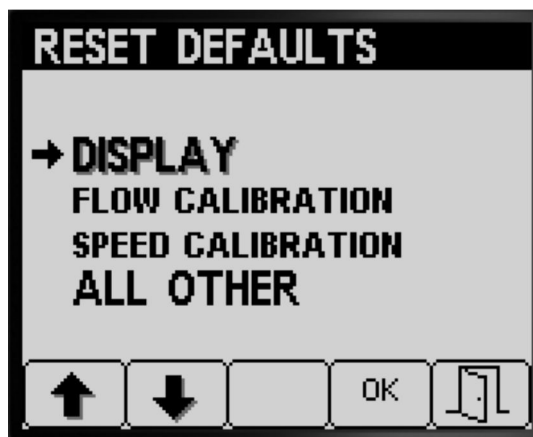 RESET DEFAULTS
DISPLAY
FLOW CALIBRATION
SPEED CALIBRATION
ALL OTHER
OK